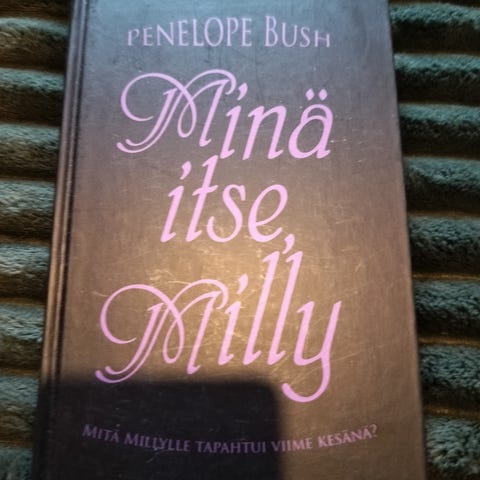 PENELOPE BUSH
Minä
itse,
Milly
MITÄ MILLYLLE TAPAHTUI VIIME KESÄNÄ?